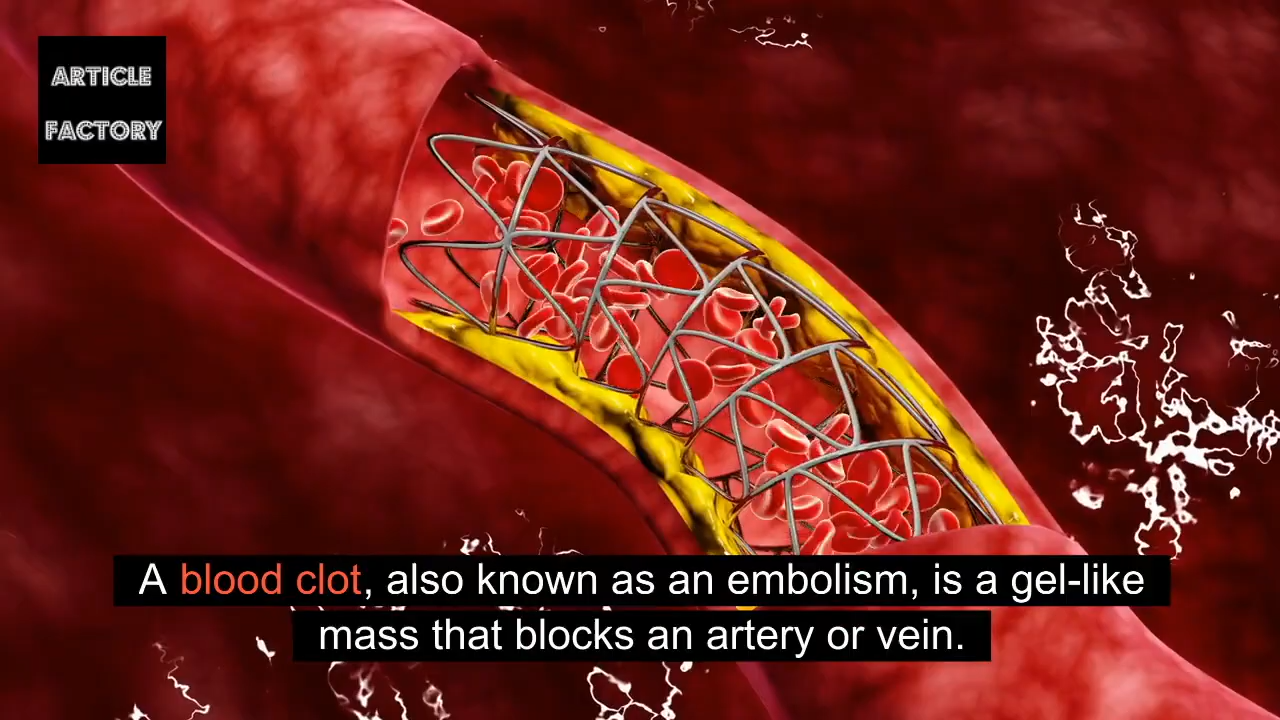 ARTICLE
FACTORY
A blood clot, also known as an embolism, is a gel-like
mass that blocks an artery or vein.